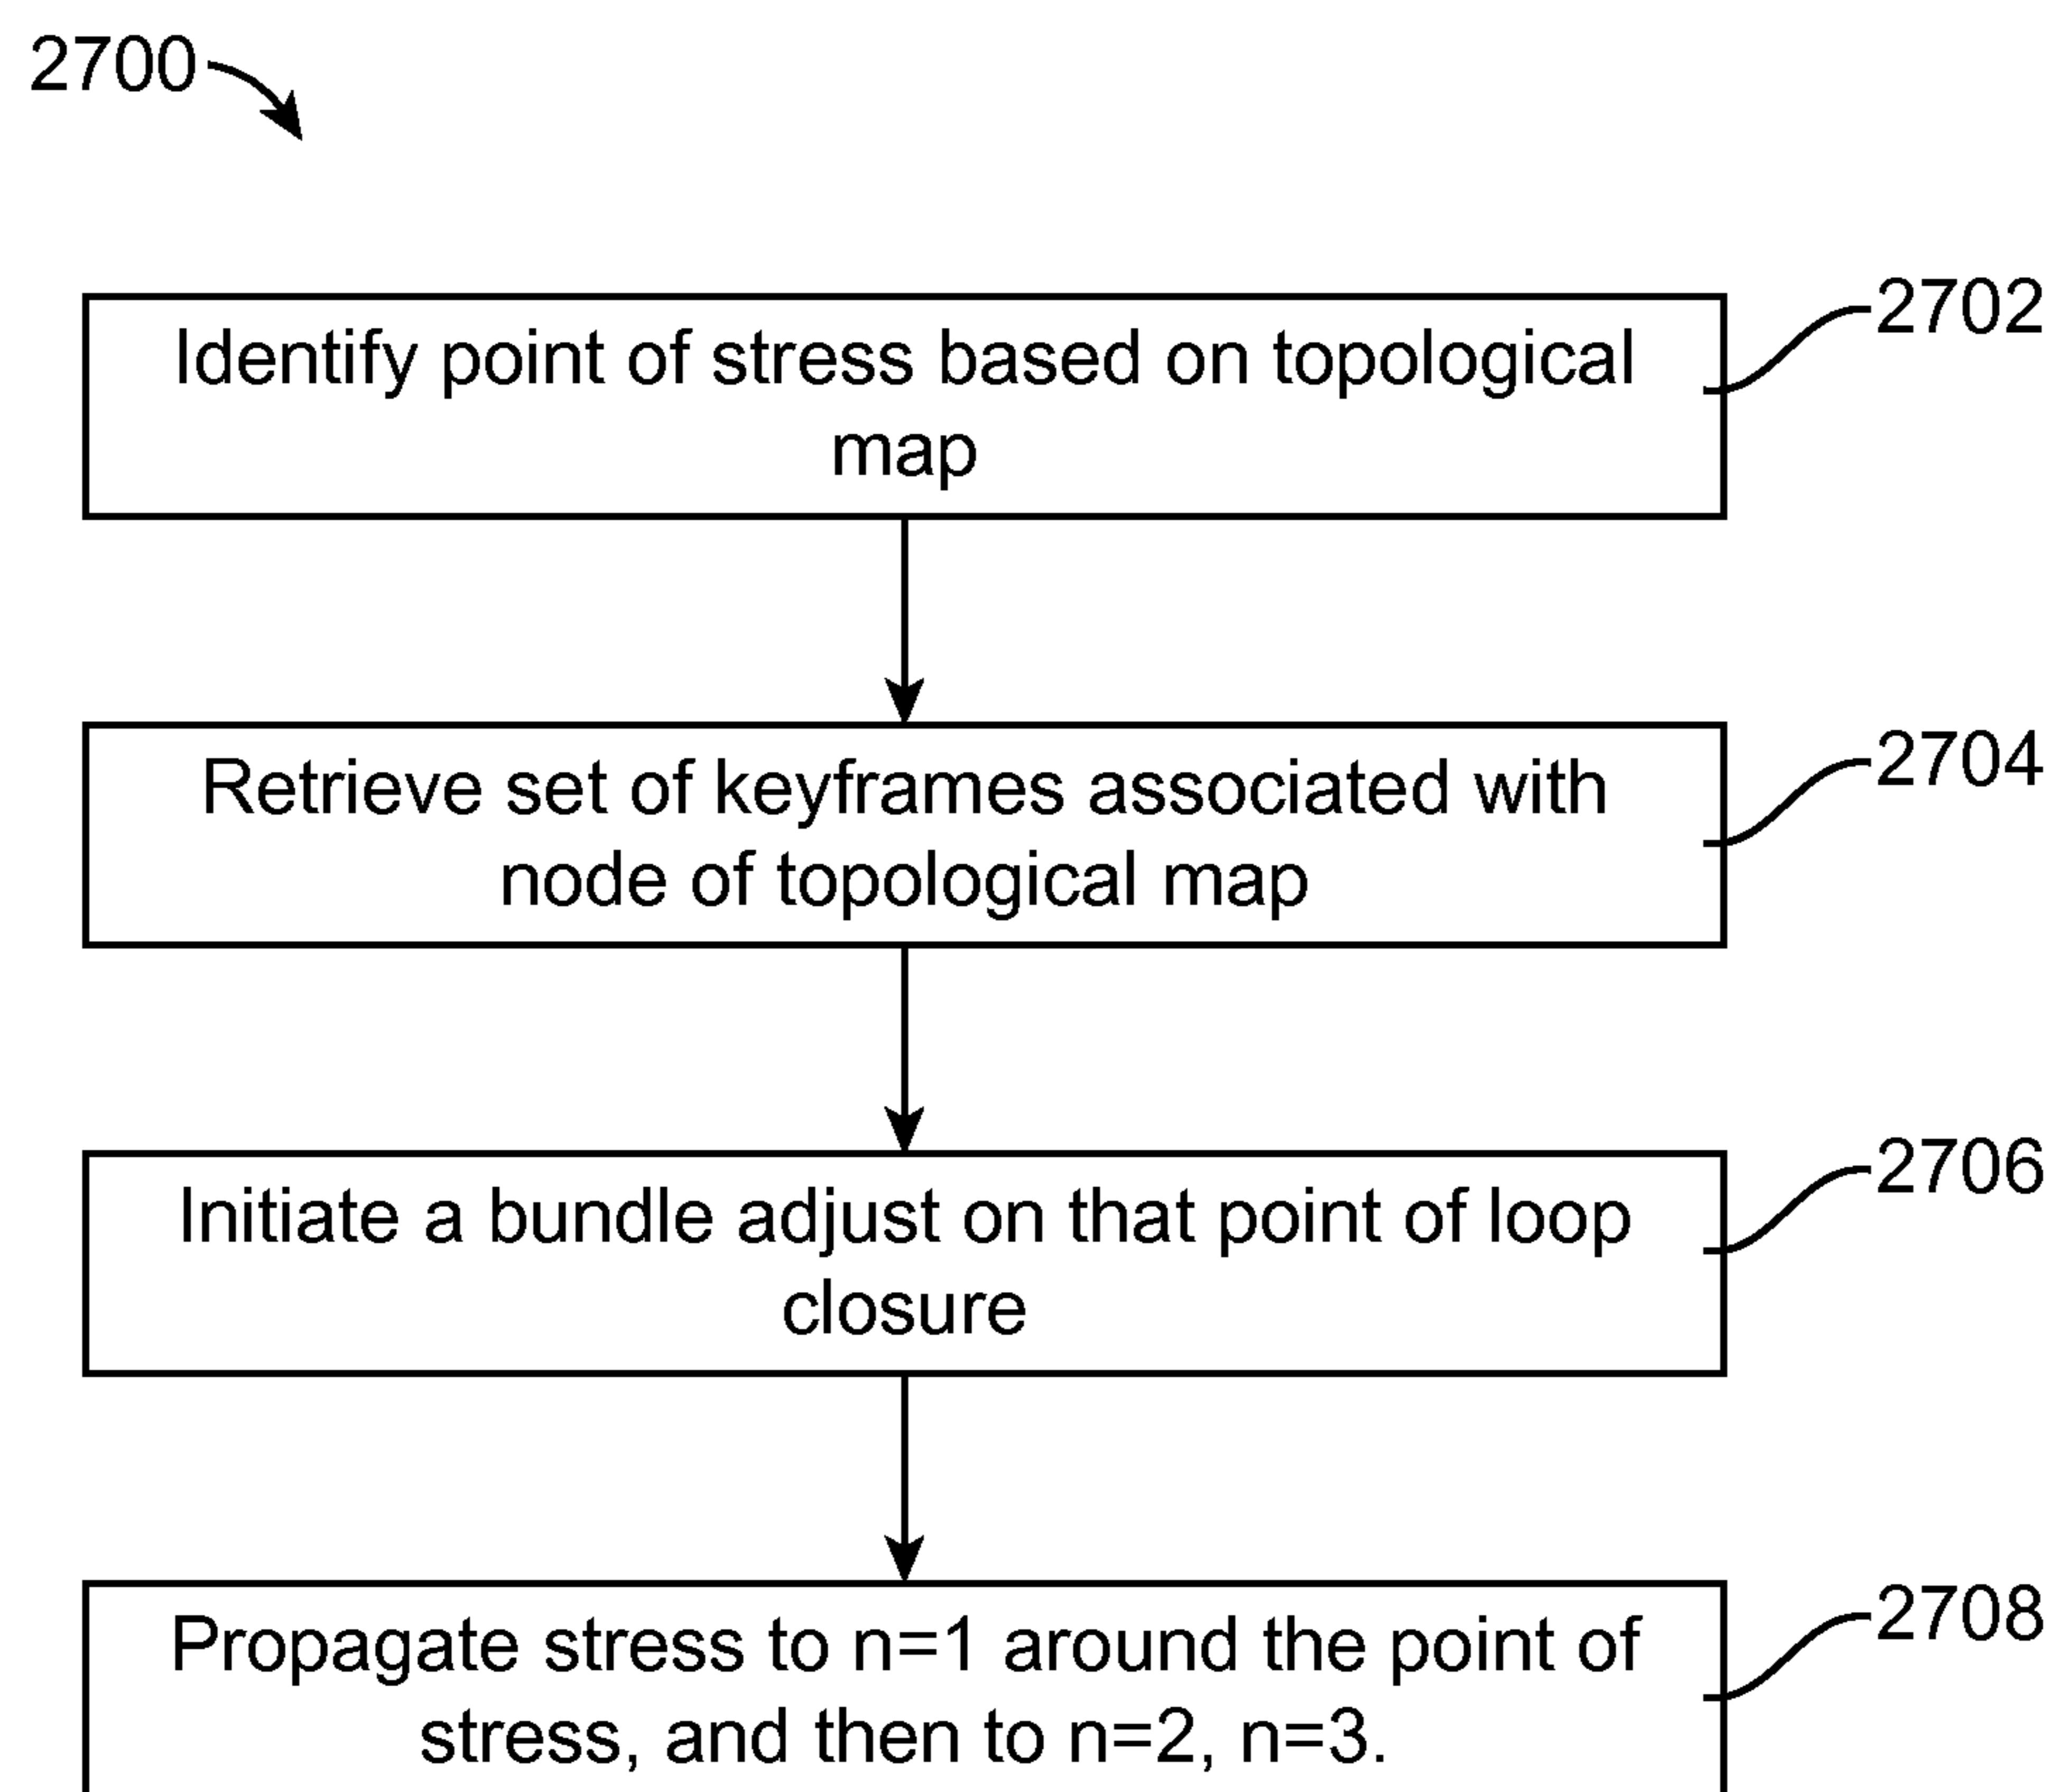 2700
2702
Identify point of stress based on topological
map
2704
Retrieve set of keyframes associated with
node of topological map
2706
Initiate a bundle adjust on that point of loop
closure
2708
Propagate stress to n=1 around the point of
stress, and then to n=2, n=3.